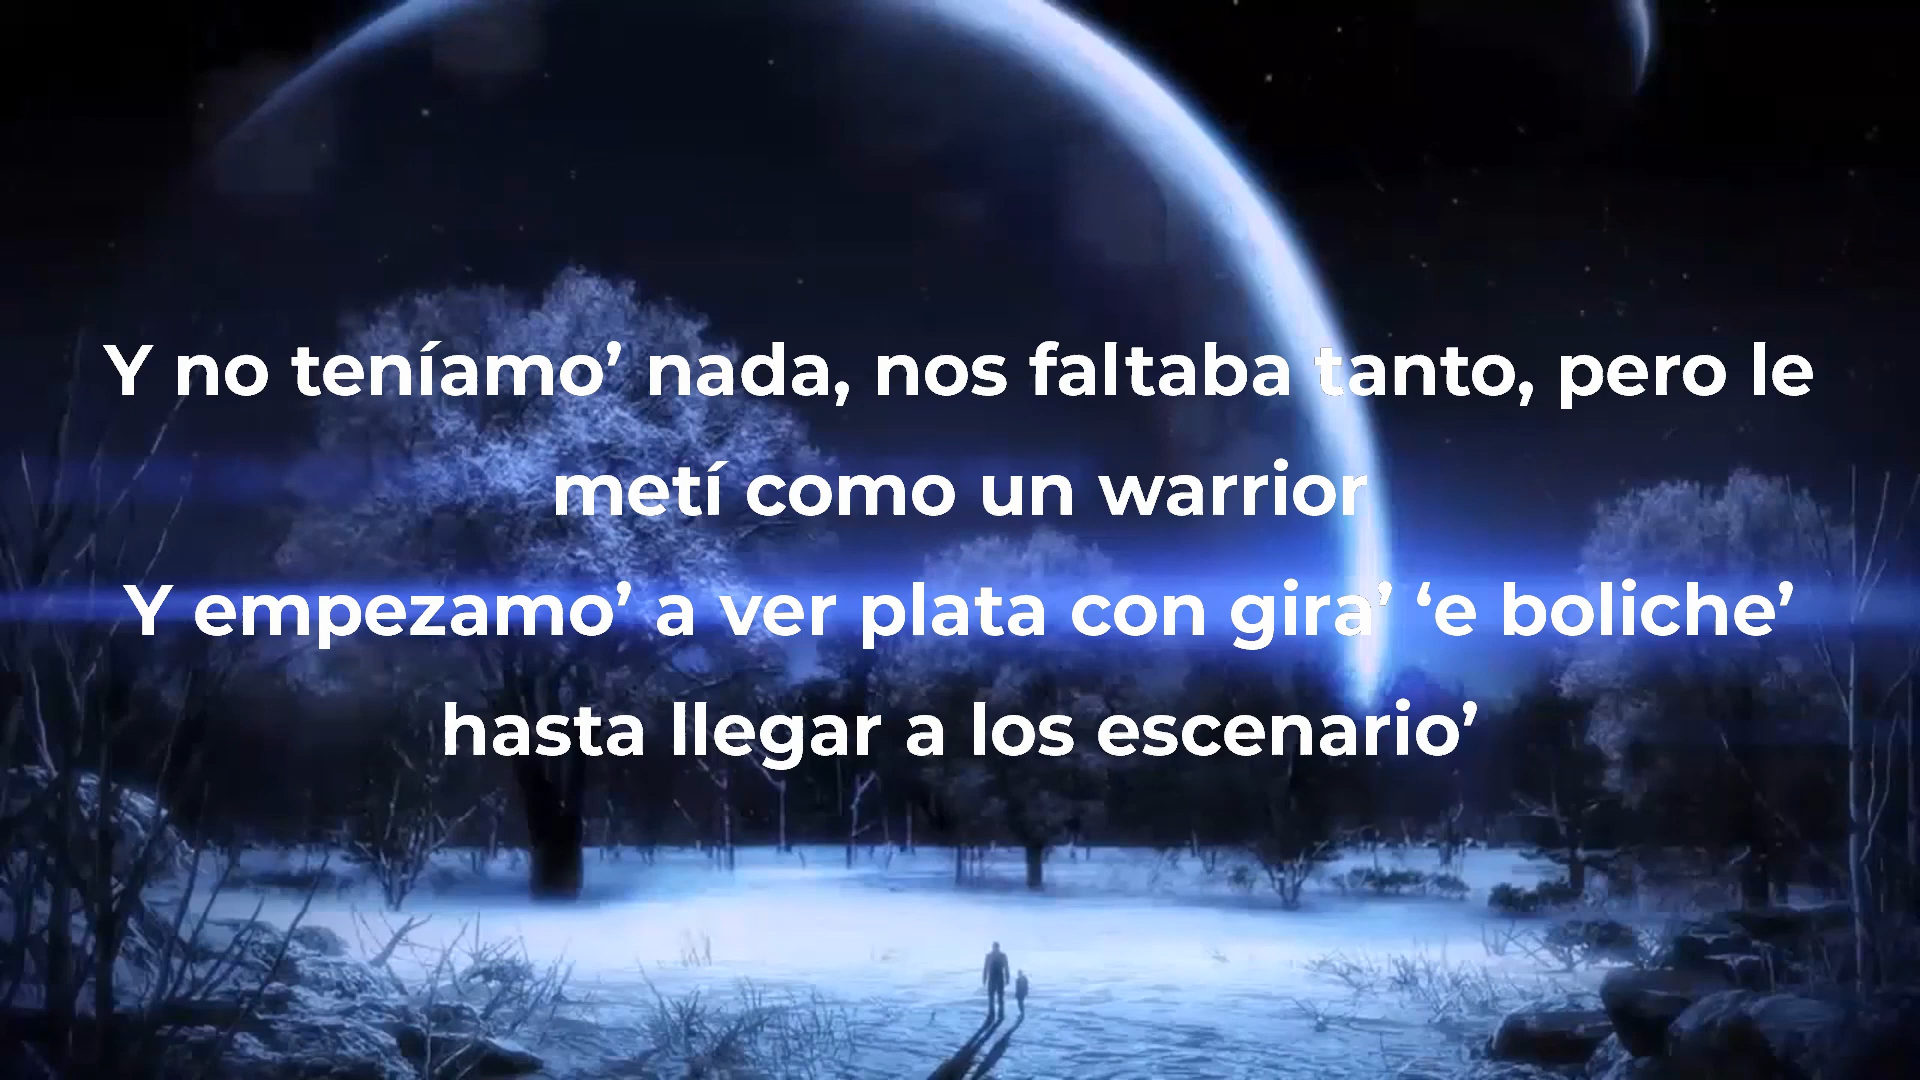 Y no teníamo’ nada, nos faltaba tanto, pero le
metí como un warrior
Y empezamo’ a ver plata con gira’ ‘e boliche’
hasta llegar a los escenario’